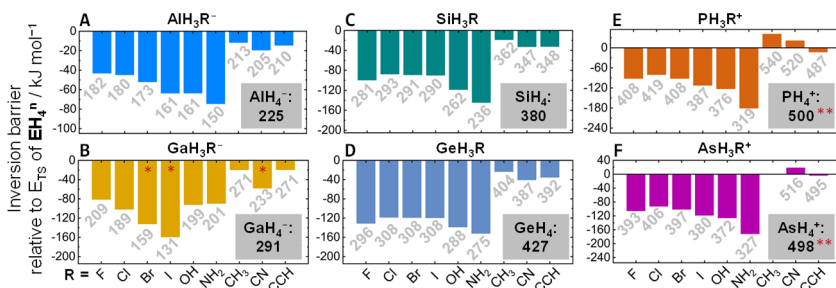 A AlH₃R⁻
0
-20
-40
-60
-80
-100
182 180 173 161 161 150 213 205 210
AlH₄⁻:
225
C SiH₃R
0
-40
-80
-120
-160
-200
281 293 291 290 262 236 362 347 348
SiH₄:
380
E PH₃R⁺
0
-80
-160
-240
408 419 408 387 376 319 540 520 487
PH₄⁺:
500 **
B GaH₃R⁻
0
-40
-80
-120
-160
-200
* * *
209 189 159 131 199 201 271 233 271
GaH₄⁻:
291
D GeH₃R
0
-40
-80
-120
-160
-200
296 308 308 308 288 275 404 387 392
GeH₄:
427
F AsH₃R⁺
40
0
-40
-80
-120
-160
-200
-240
393 406 397 380 372 327 516 495
AsH₄⁺:
498 **
Inversion barrier
relative to E_TS of EH₄ⁿ / kJ mol⁻¹
R = F Cl Br I OH NH₂ CH₃ CN CCH
F Cl Br I OH NH₂ CH₃ CN CCH
F Cl Br I OH NH₂ CH₃ CN CCH